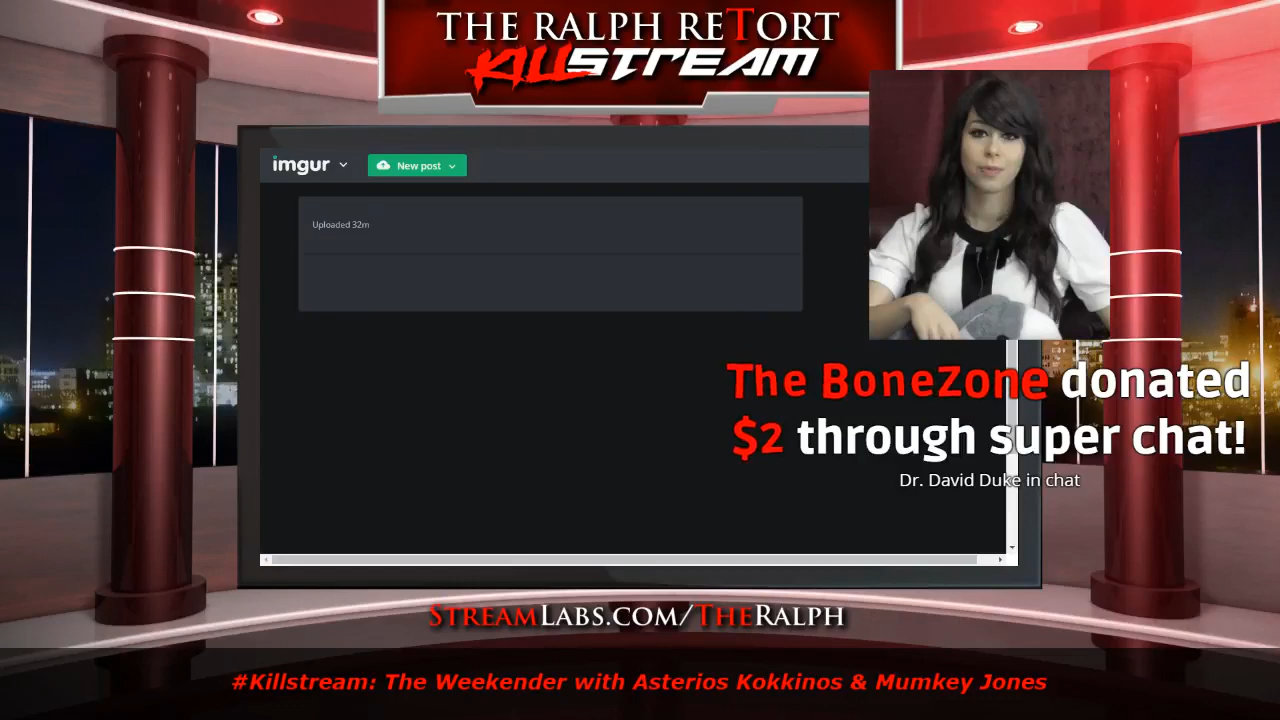 THE RALPH RETORT
KILLSTREAM
imgur
New post
Uploaded 32m
The BoneZone donated
$2 through super chat!
Dr. David Duke in chat
STREAMLABS.COM/THERALPH
#Killstream: The Weekender with Asterios Kokkinos & Mumkey Jones